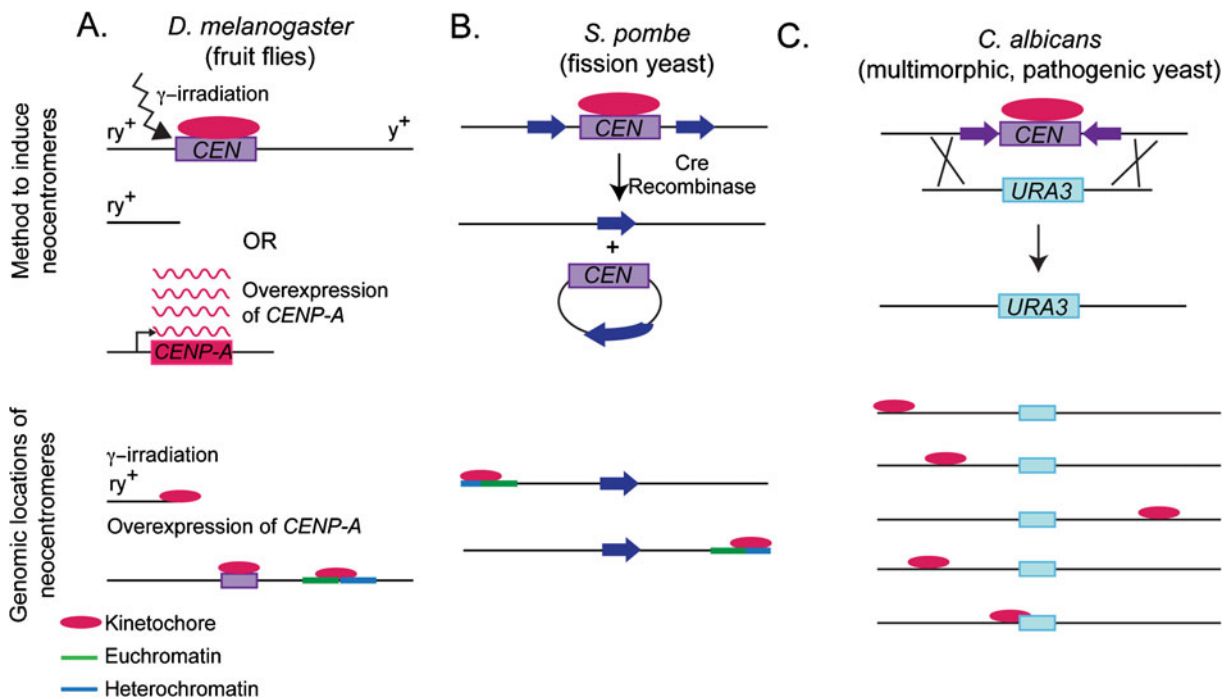 A.
D. melanogaster
(fruit flies)
γ–irradiation
ry+
y+
CEN
ry+
OR
Overexpression
of CENP-A
CENP-A
B.
S. pombe
(fission yeast)
CEN
Cre
Recombinase
+
CEN
C.
C. albicans
(multimorphic, pathogenic yeast)
CEN
URA3
URA3
Method to induce
neocentromeres
Genomic locations of
neocentromeres
γ–irradiation
ry+
Overexpression of CENP-A
Kinetochore
Euchromatin
Heterochromatin